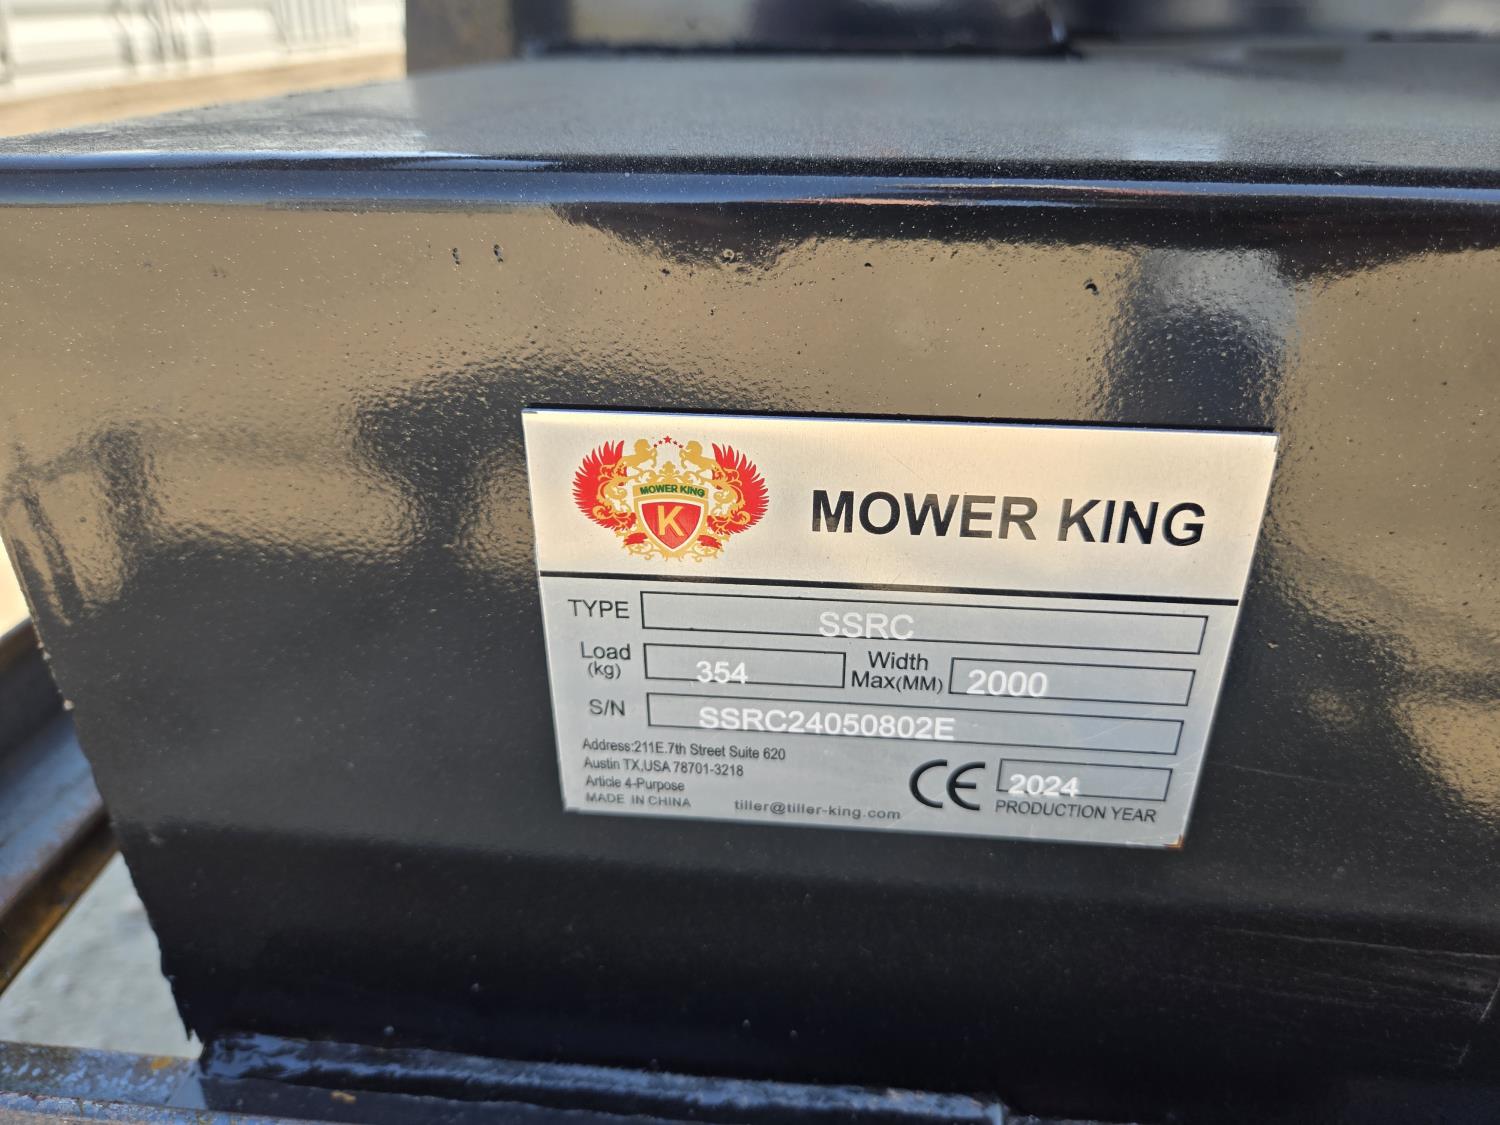 MOWER KING
K
MOWER KING
TYPE SSRC
Load (kg) 354 Width Max(MM) 2000
S/N SSRC24050802E
Address:211E.7th Street Suite 620
Austin TX,USA 78701-3218
Article 4-Purpose
MADE IN CHINA
tiller@tiller-king.com
CE 2024
PRODUCTION YEAR